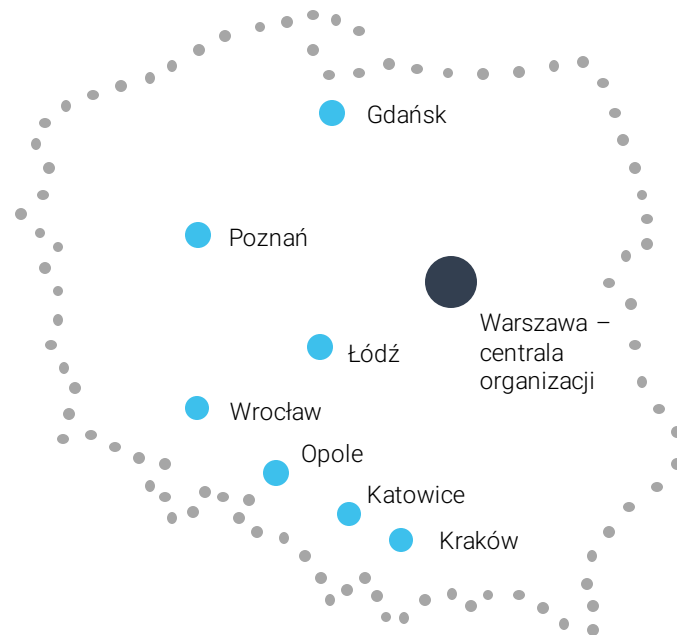 Gdańsk
Poznań
Warszawa –
centrala
organizacji
Łódź
Wrocław
Opole
Katowice
Kraków